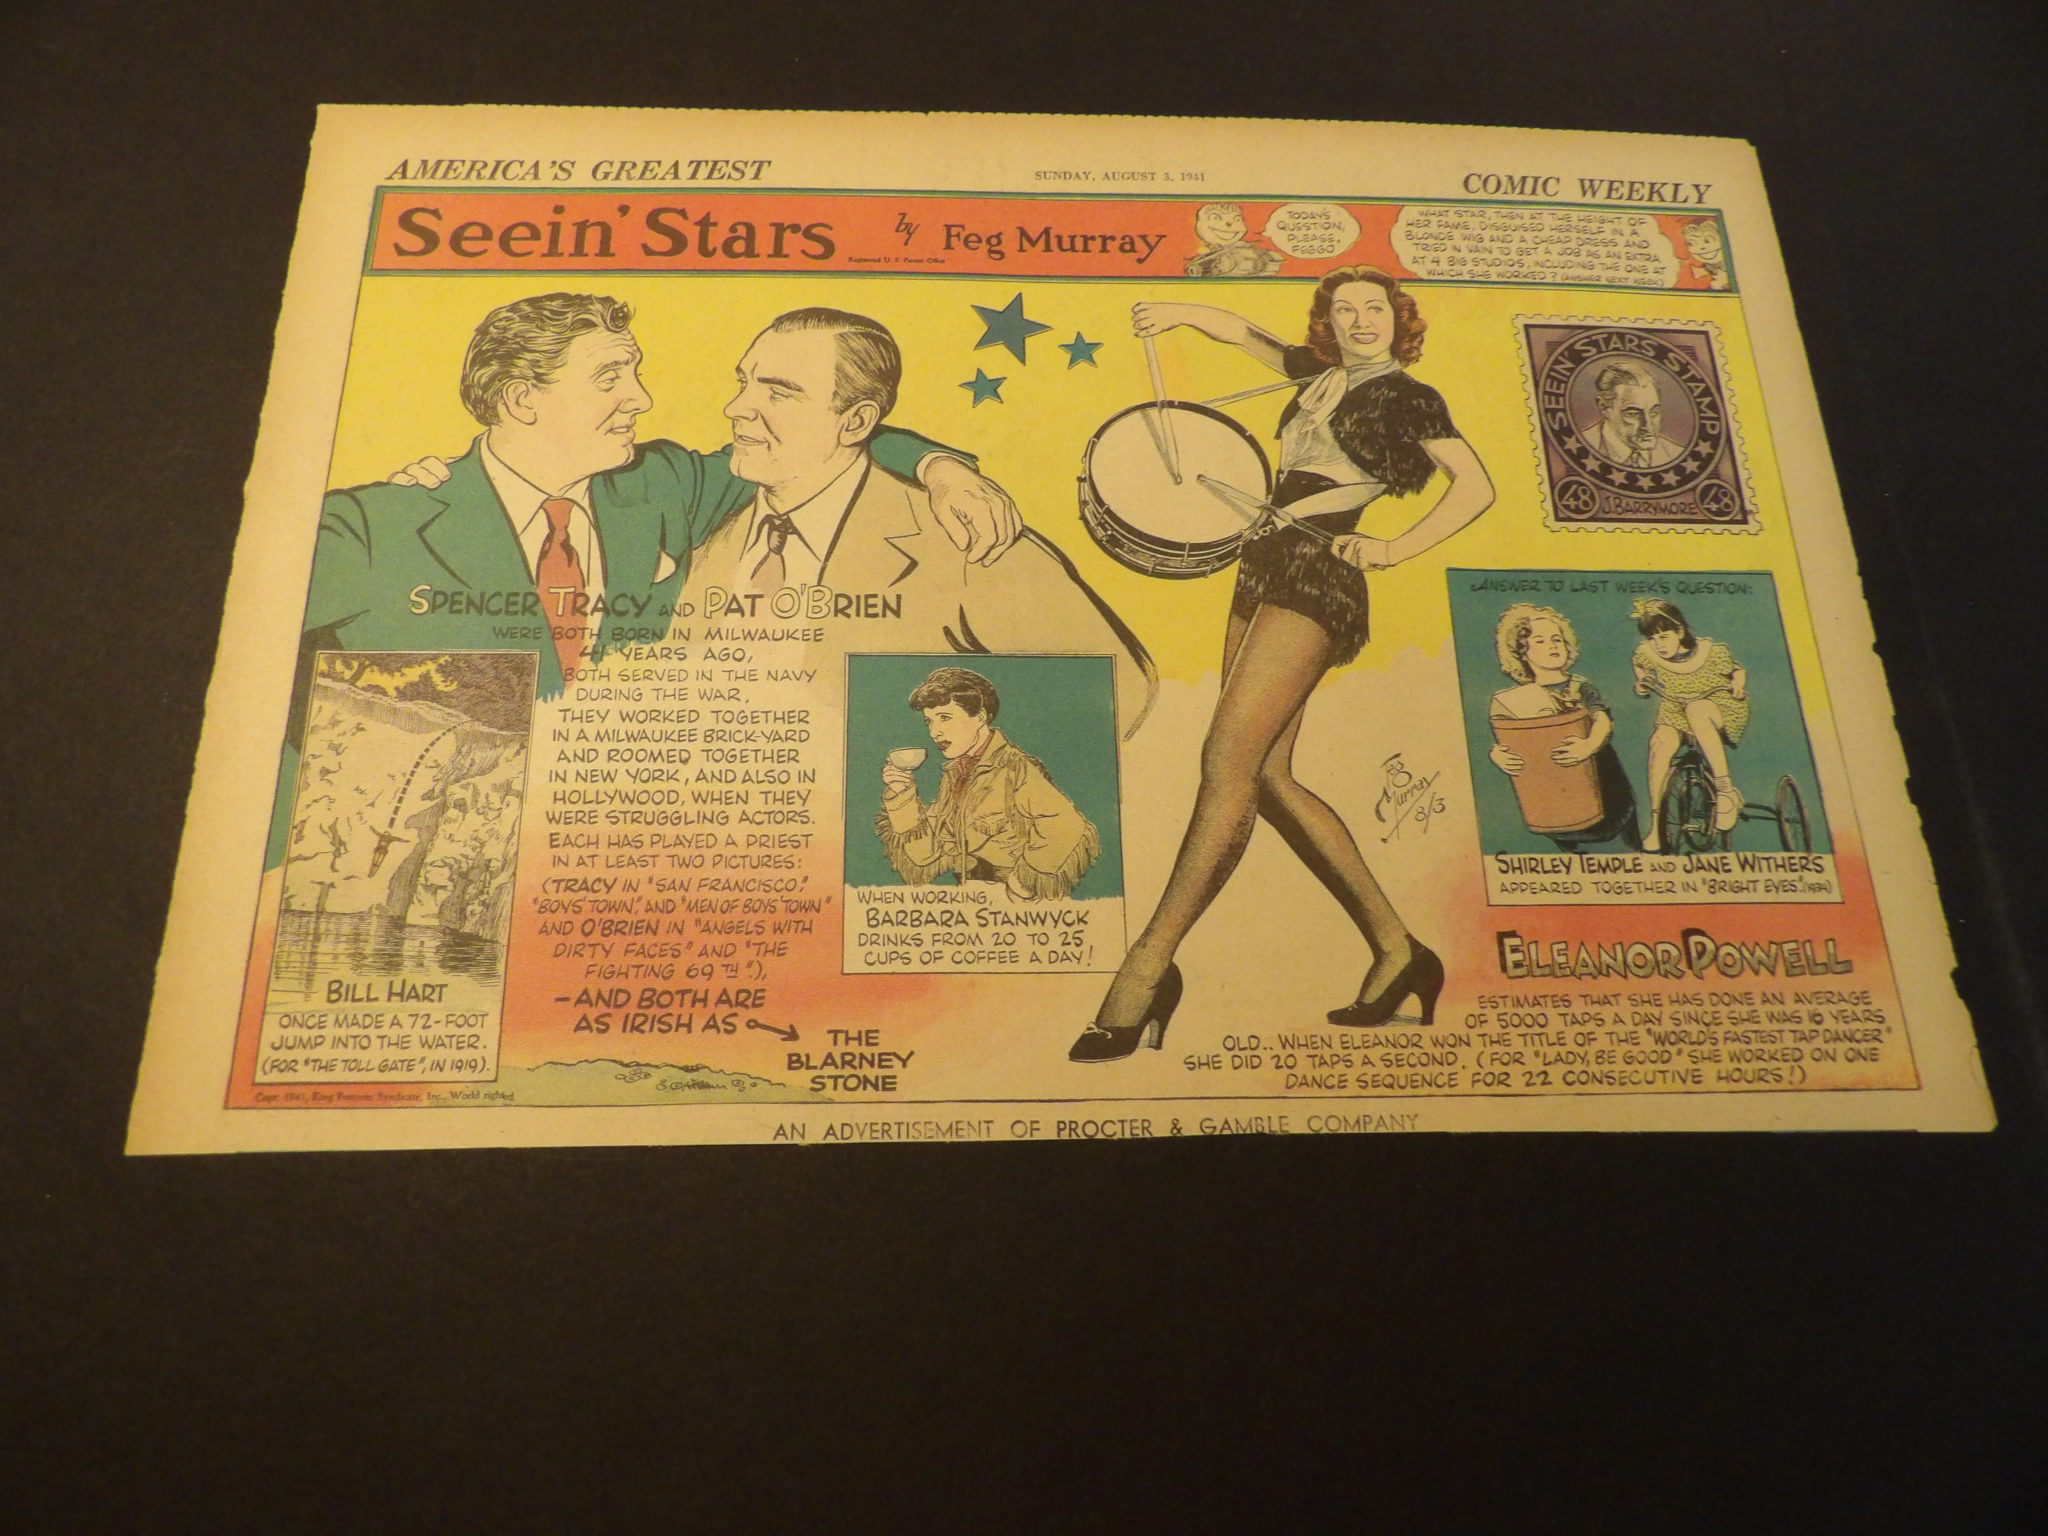 AMERICA'S GREATEST
SUNDAY, AUGUST 3, 1941
COMIC WEEKLY
Seein' Stars
by Feg Murray
Registered U. S. Patent Office
TODAY'S
QUESTION,
PLEASE,
FEGGO
WHAT STAR, THEN AT THE HEIGHT OF
HER FAME, DISGUISED HERSELF IN A
BLONDE WIG AND A CHEAP DRESS AND
TRIED IN VAIN TO GET A JOB AS AN EXTRA
AT 4 BIG STUDIOS, INCLUDING THE ONE AT
WHICH SHE WORKED? (ANSWER NEXT WEEK)
SPENCER TRACY AND PAT O'BRIEN
WERE BOTH BORN IN MILWAUKEE
41 YEARS AGO,
BOTH SERVED IN THE NAVY
DURING THE WAR,
THEY WORKED TOGETHER
IN A MILWAUKEE BRICK-YARD
AND ROOMED TOGETHER
IN NEW YORK, AND ALSO IN
HOLLYWOOD, WHEN THEY
WERE STRUGGLING ACTORS.
EACH HAS PLAYED A PRIEST
IN AT LEAST TWO PICTURES:
(TRACY IN "SAN FRANCISCO,"
"BOYS' TOWN," AND "MEN OF BOYS TOWN"
AND O'BRIEN IN "ANGELS WITH
DIRTY FACES" AND "THE
FIGHTING 69TH"),
-AND BOTH ARE
AS IRISH AS
THE
BLARNEY
STONE
BILL HART
ONCE MADE A 72-FOOT
JUMP INTO THE WATER.
(FOR "THE TOLL GATE", IN 1919).
Copr. 1941, King Features Syndicate, Inc., World rights
WHEN WORKING,
BARBARA STANWYCK
DRINKS FROM 20 TO 25
CUPS OF COFFEE A DAY!
Feg
Murray
8/3
SEEIN' STARS STAMP
48 J. BARRYMORE 48
ANSWER TO LAST WEEK'S QUESTION:
SHIRLEY TEMPLE AND JANE WITHERS
APPEARED TOGETHER IN "BRIGHT EYES". (1934)
ELEANOR POWELL
ESTIMATES THAT SHE HAS DONE AN AVERAGE
OF 5000 TAPS A DAY SINCE SHE WAS 16 YEARS
OLD.. WHEN ELEANOR WON THE TITLE OF THE "WORLD'S FASTEST TAP DANCER"
SHE DID 20 TAPS A SECOND. (FOR "LADY, BE GOOD" SHE WORKED ON ONE
DANCE SEQUENCE FOR 22 CONSECUTIVE HOURS!)
AN ADVERTISEMENT OF PROCTER & GAMBLE COMPANY